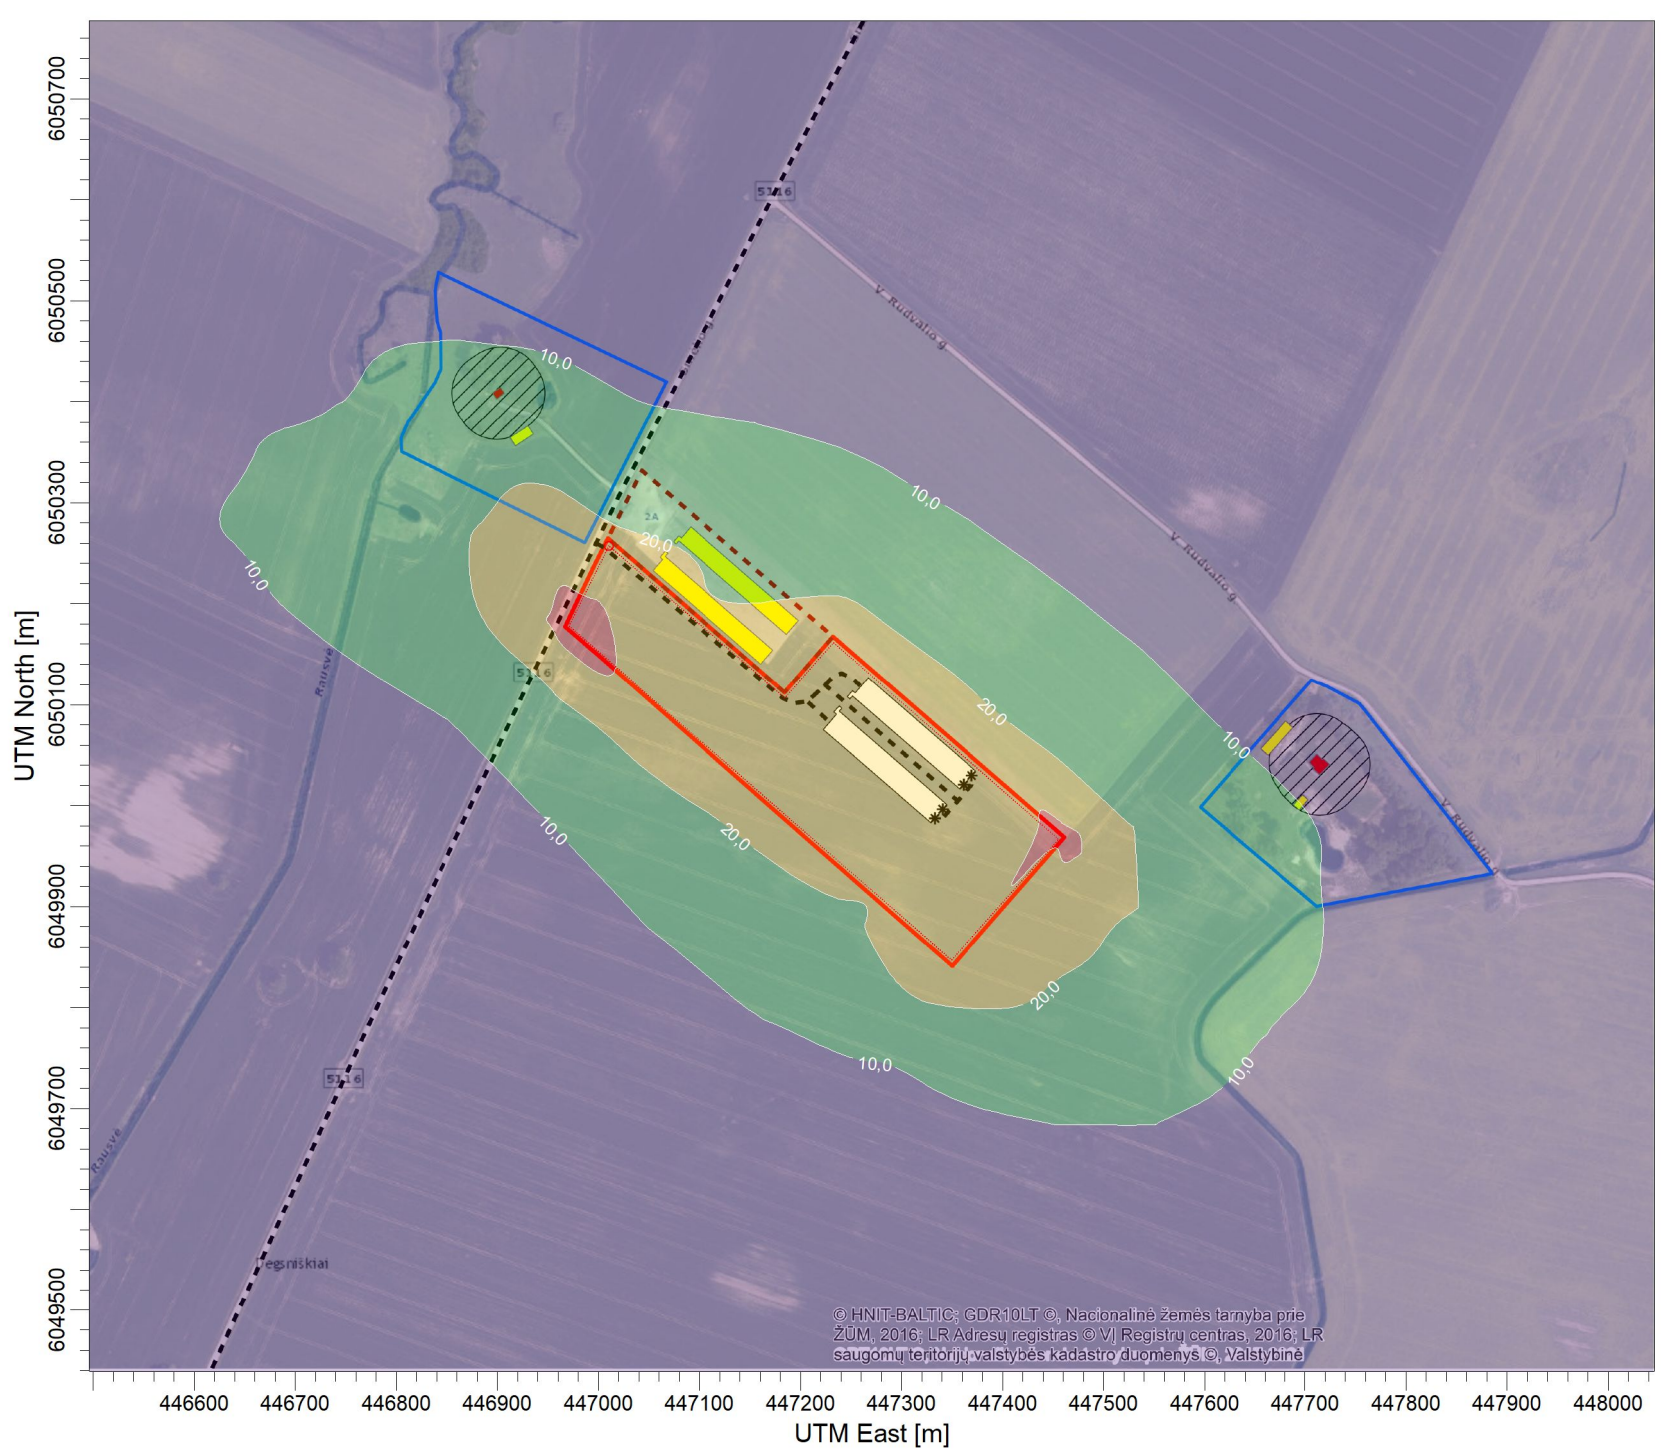 UTM North [m]
6050700
6050500
6050300
6050100
6049900
6049700
6049500
5116
V. Rudvalio g
10,0
10,0
V. Rudvalio g
2A
20,0
10,0
Rausvė
5116
20,0
10,0
10,0
20,0
V. Rudvalio g
20,0
10,0
10,0
5116
Rausvė
Degsniškiai
© HNIT-BALTIC; GDR10LT ©, Nacionalinė žemės tarnyba prie
ŽŪM, 2016; LR Adresų registras © VĮ Registrų centras, 2016; LR
saugomų teritorijų valstybės kadastro duomenys ©, Valstybinė
446600 446700 446800 446900 447000 447100 447200 447300 447400 447500 447600 447700 447800 447900 448000
UTM East [m]